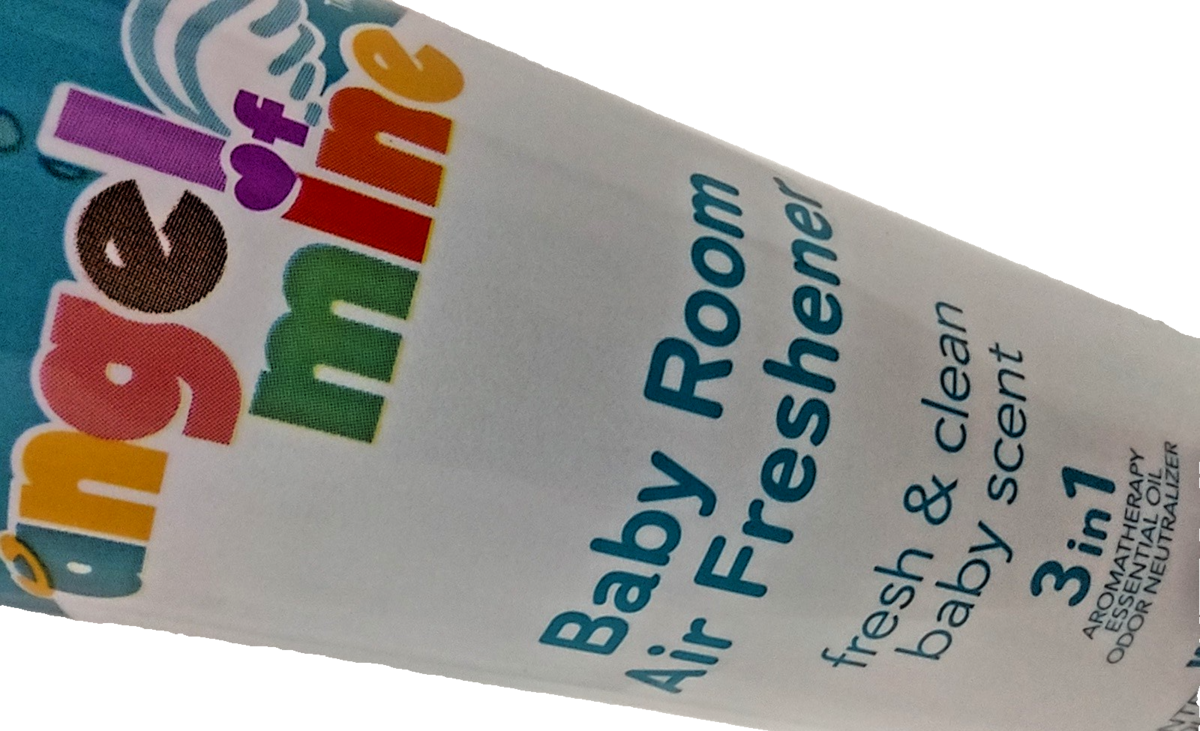 angel
of
mine
Baby Room
Air Freshener
fresh & clean
baby scent
3 in 1
AROMATHERAPY
ESSENTIAL OIL
ODOR NEUTRALIZER